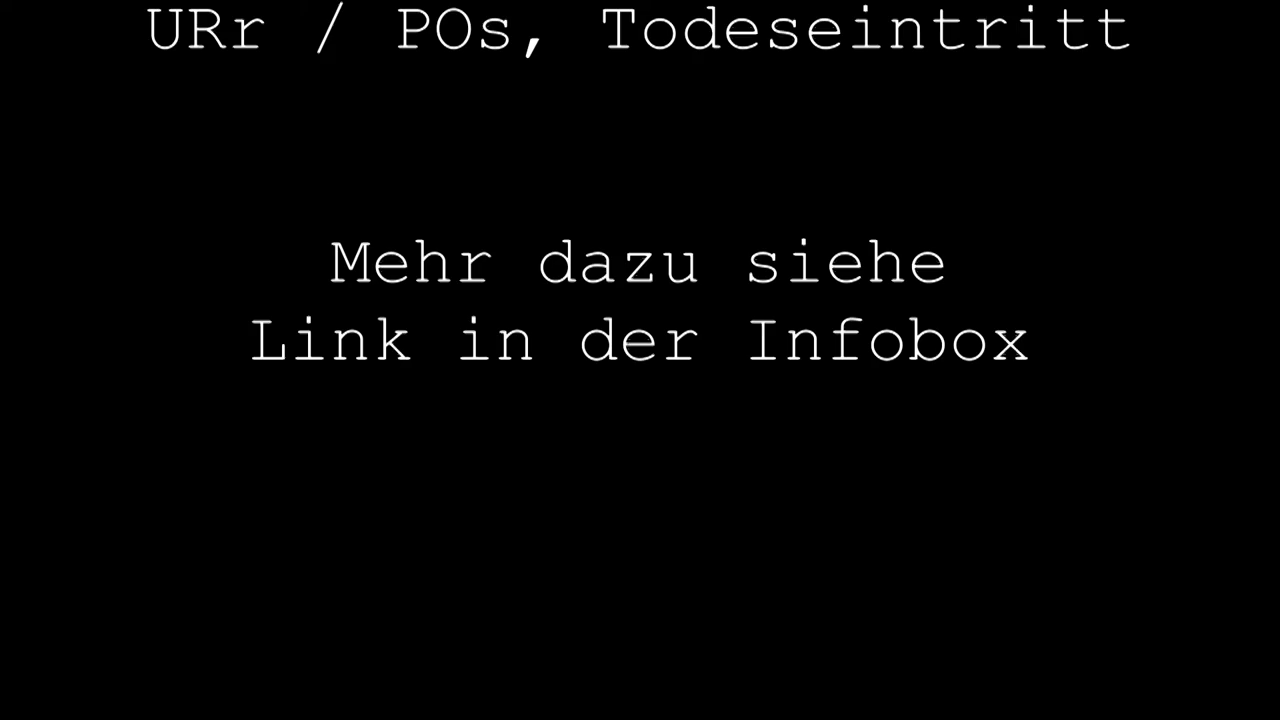 URr / POs, Todeseintritt
Mehr dazu siehe
Link in der Infobox